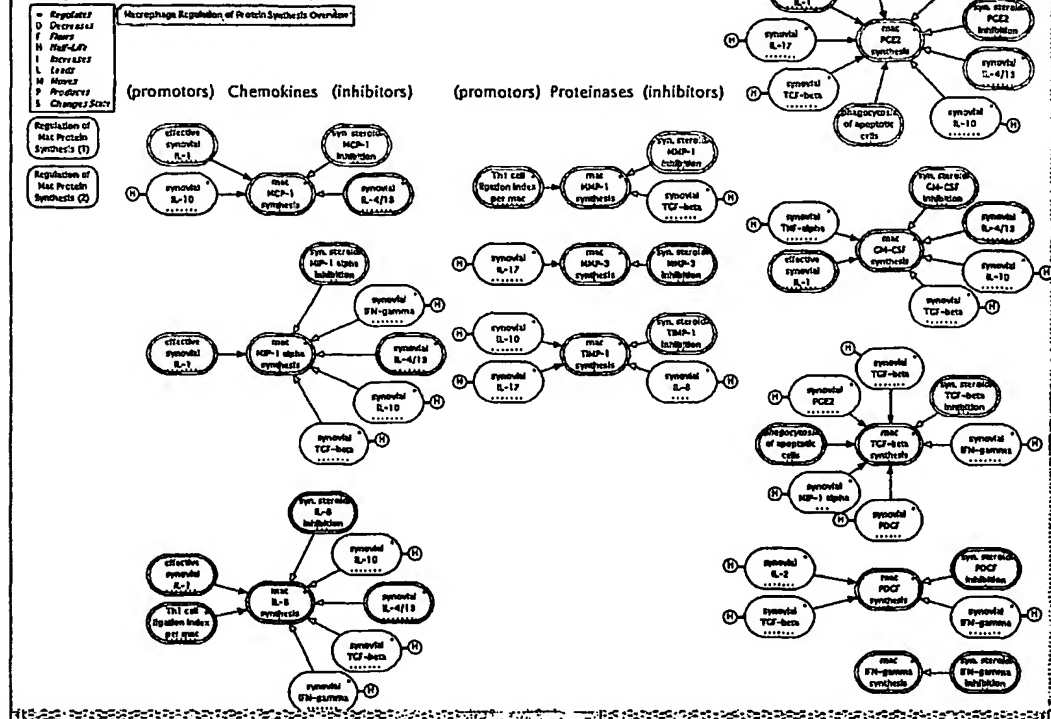 = Regulates
D Decreases
F Flows
H Half-Life
I Increases
L Leads
M Moves
P Produces
S Changes State
Macrophage Regulation of Protein Synthesis Overview
Regulation of
Mac Protein
Synthesis (1)
Regulation of
Mac Protein
Synthesis (2)
(promotors) Chemokines (inhibitors)
effective
synovial
IL-1
syn. steroid
MCP-1
inhibition
H
synovial
IL-10
mac
MCP-1
synthesis
synovial
IL-4/13
syn. steroid
MIP-1 alpha
inhibition
synovial
IFN-gamma
H
effective
synovial
IL-1
mac
MIP-1 alpha
synthesis
synovial
IL-4/13
synovial
IL-10
H
synovial
TGF-beta
H
syn. steroid
IL-8
inhibition
synovial
IL-10
H
effective
synovial
IL-1
Th1 cell
ligation index
per mac
mac
IL-8
synthesis
synovial
IL-4/13
synovial
TGF-beta
H
synovial
IFN-gamma
H
(promotors) Proteinases (inhibitors)
Th1 cell
ligation index
per mac
mac
MMP-1
synthesis
syn. steroid
MMP-1
inhibition
synovial
TGF-beta
H
H
synovial
IL-17
mac
MMP-3
synthesis
syn. steroid
MMP-3
inhibition
H
synovial
IL-10
H
synovial
IL-17
mac
TIMP-1
synthesis
syn. steroid
TIMP-1
inhibition
synovial
IL-8
H
IL-1
H
synovial
IL-17
mac
PGE2
synthesis
syn. steroid
PGE2
inhibition
synovial
IL-4/13
H
synovial
TGF-beta
phagocytosis
of apoptotic
cells
synovial
IL-10
H
syn. steroid
GM-CSF
inhibition
H
synovial
TNF-alpha
mac
GM-CSF
synthesis
synovial
IL-4/13
effective
synovial
IL-1
synovial
IL-10
H
synovial
TGF-beta
H
H
synovial
TGF-beta
H
synovial
PGE2
syn. steroid
TGF-beta
inhibition
phagocytosis
of apoptotic
cells
mac
TGF-beta
synthesis
synovial
IFN-gamma
H
H
synovial
MIP-1 alpha
H
synovial
PDGF
H
synovial
IL-2
mac
PDGF
synthesis
syn. steroid
PDGF
inhibition
H
synovial
TGF-beta
synovial
IFN-gamma
H
mac
IFN-gamma
synthesis
syn. steroid
IFN-gamma
inhibition